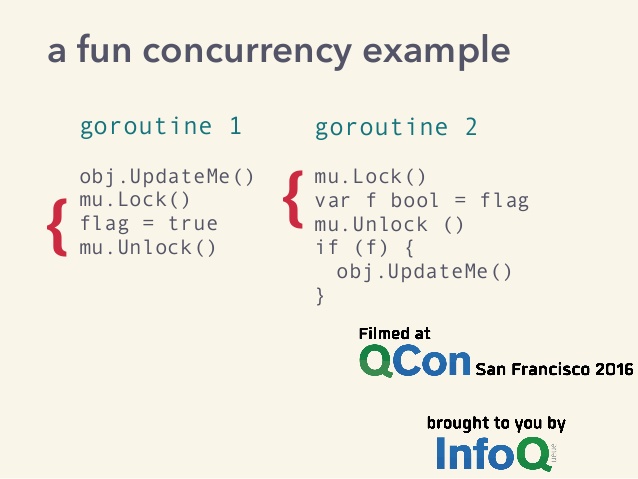 a fun concurrency example
goroutine 1
obj.UpdateMe()
mu.Lock()
flag = true
mu.Unlock()
{
goroutine 2
mu.Lock()
var f bool = flag
mu.Unlock ()
if (f) {
obj.UpdateMe()
}
{
Filmed at
QCon San Francisco 2016
brought to you by
InfoQ